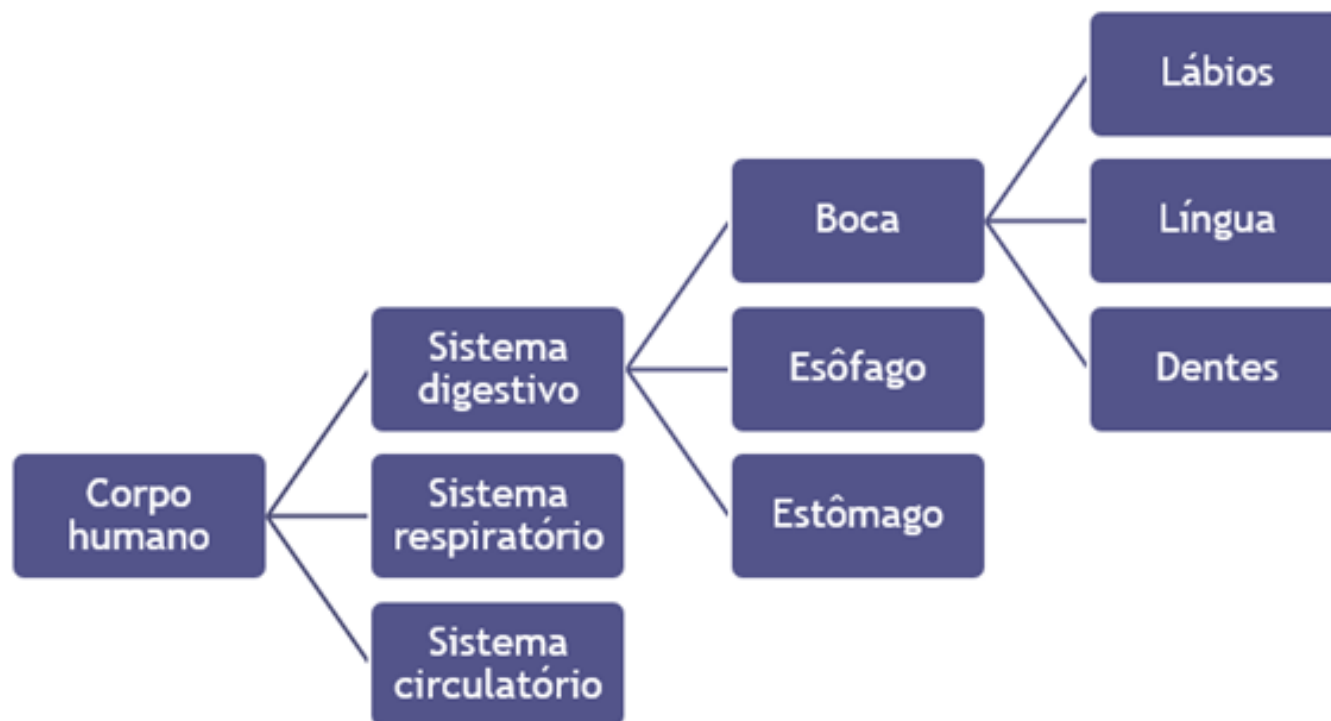 Corpo
humano
Sistema
digestivo
Sistema
respiratório
Sistema
circulatório
Boca
Esôfago
Estômago
Lábios
Língua
Dentes